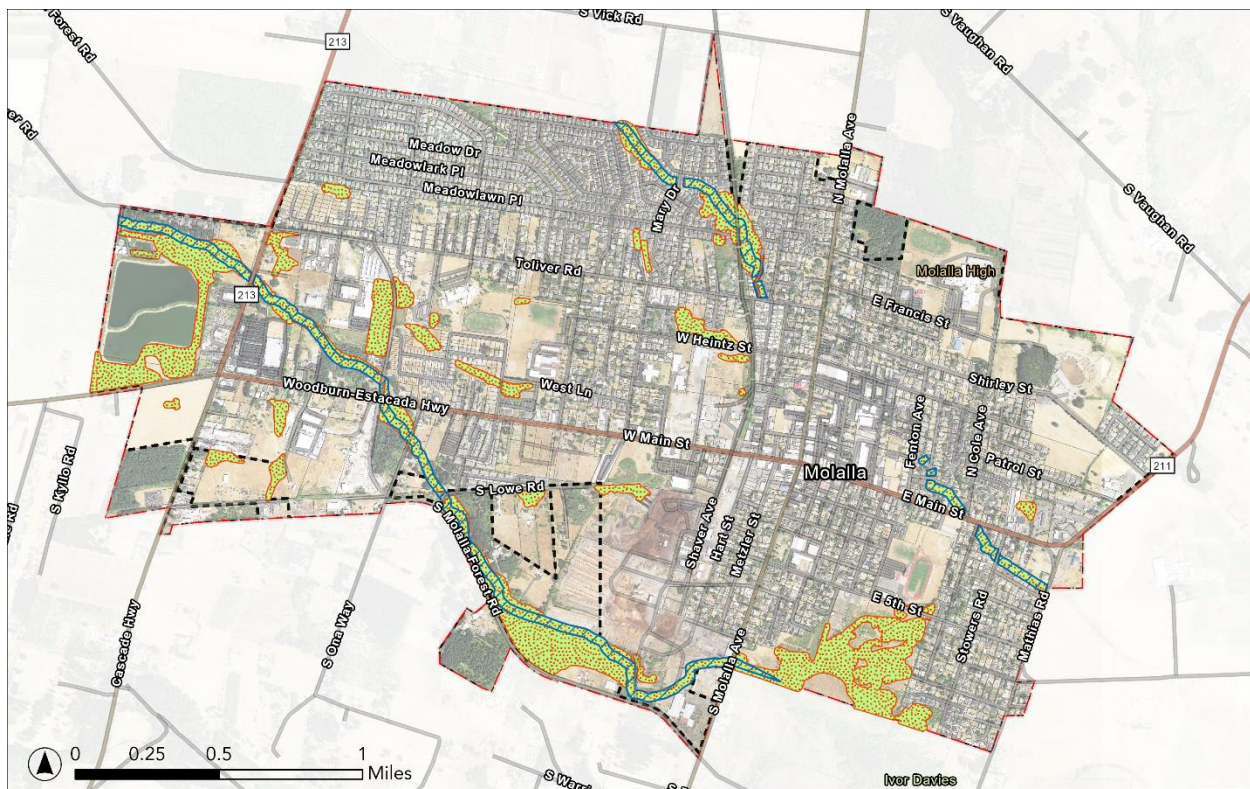 S Vick Rd
Forest Rd
213
S Vaughan Rd
Meadow Dr
Meadowlark Pl
Meadowlawn Pl
Mary Dr
N Molalla Ave
S Vaughan Rd
Toliver Rd
Molalla High
213
E Francis St
W Heintz St
Shirley St
West Ln
Woodburn-Estacada Hwy
W Main St
Fenton Ave
N Cole Ave
Patrol St
211
Molalla
E Main St
S Kyllo Rd
S Lowe Rd
S Molalla Forest Rd
Shaver Ave
Hart St
Metzler St
E 5th St
Stowers Rd
Mathias Rd
Cascade Hwy
S Ona Way
S Molalla Ave
0 0.25 0.5 1
Miles
Ivor Davies